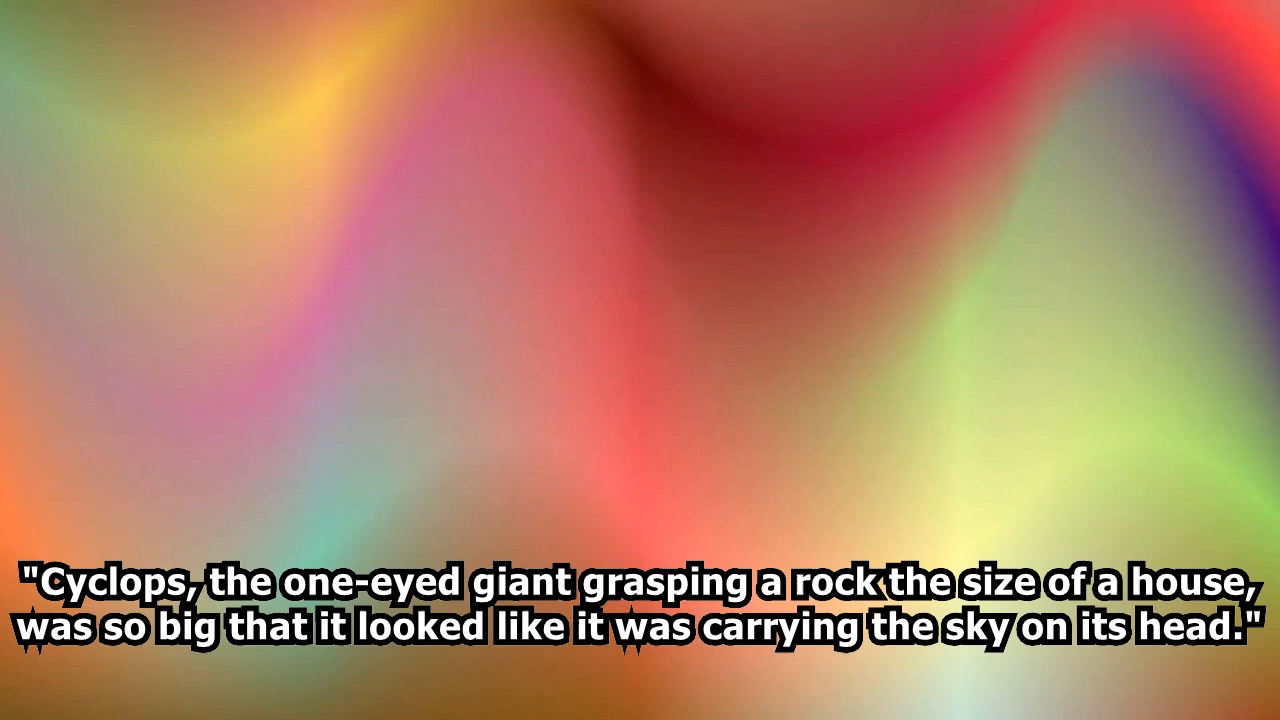 "Cyclops, the one-eyed giant grasping a rock the size of a house,
was so big that it looked like it was carrying the sky on its head."